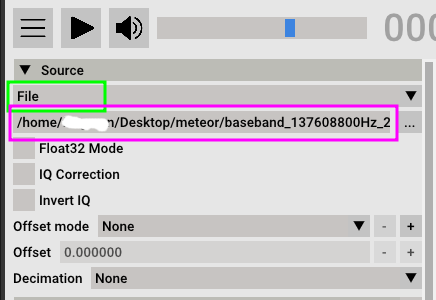 000
Source
File
/home/ n/Desktop/meteor/baseband_137608800Hz_2
...
Float32 Mode
IQ Correction
Invert IQ
Offset mode None - +
Offset 0.000000 - +
Decimation None